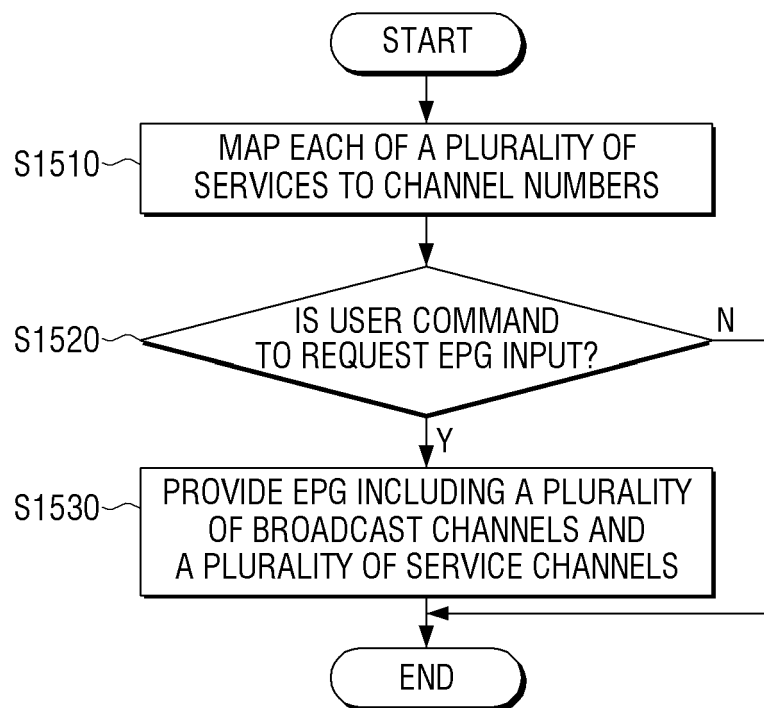 START
S1510
MAP EACH OF A PLURALITY OF
SERVICES TO CHANNEL NUMBERS
S1520
IS USER COMMAND
TO REQUEST EPG INPUT?
N
Y
S1530
PROVIDE EPG INCLUDING A PLURALITY
OF BROADCAST CHANNELS AND
A PLURALITY OF SERVICE CHANNELS
END